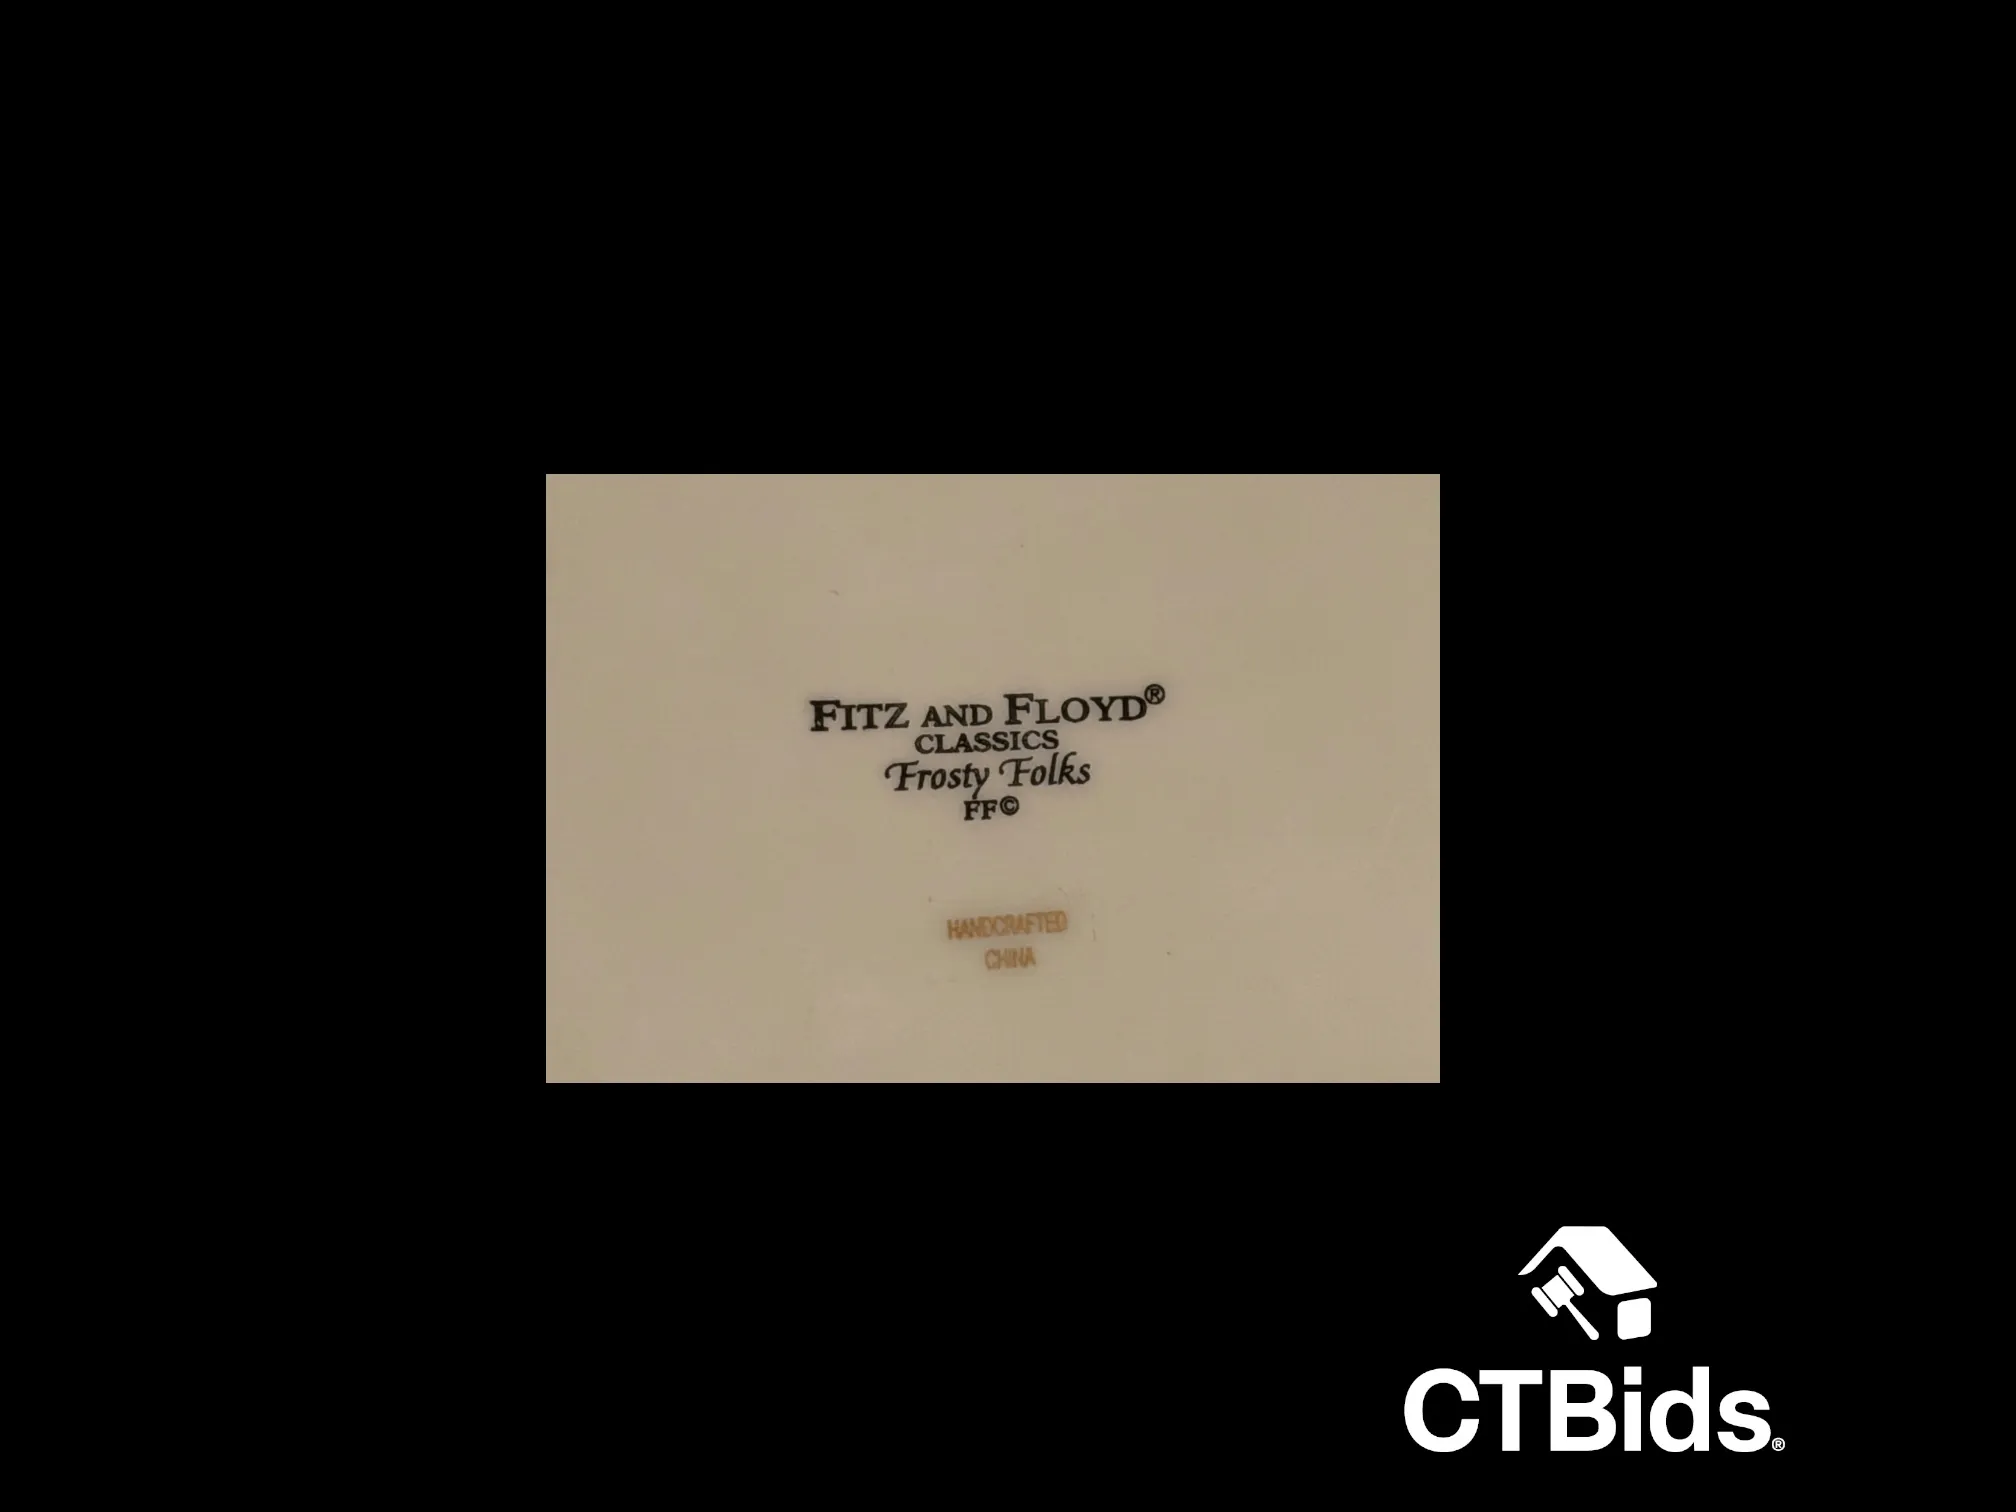 FITZ AND FLOYD®
CLASSICS
Frosty Folks
FF©
HANDCRAFTED
CHINA
CTBids®